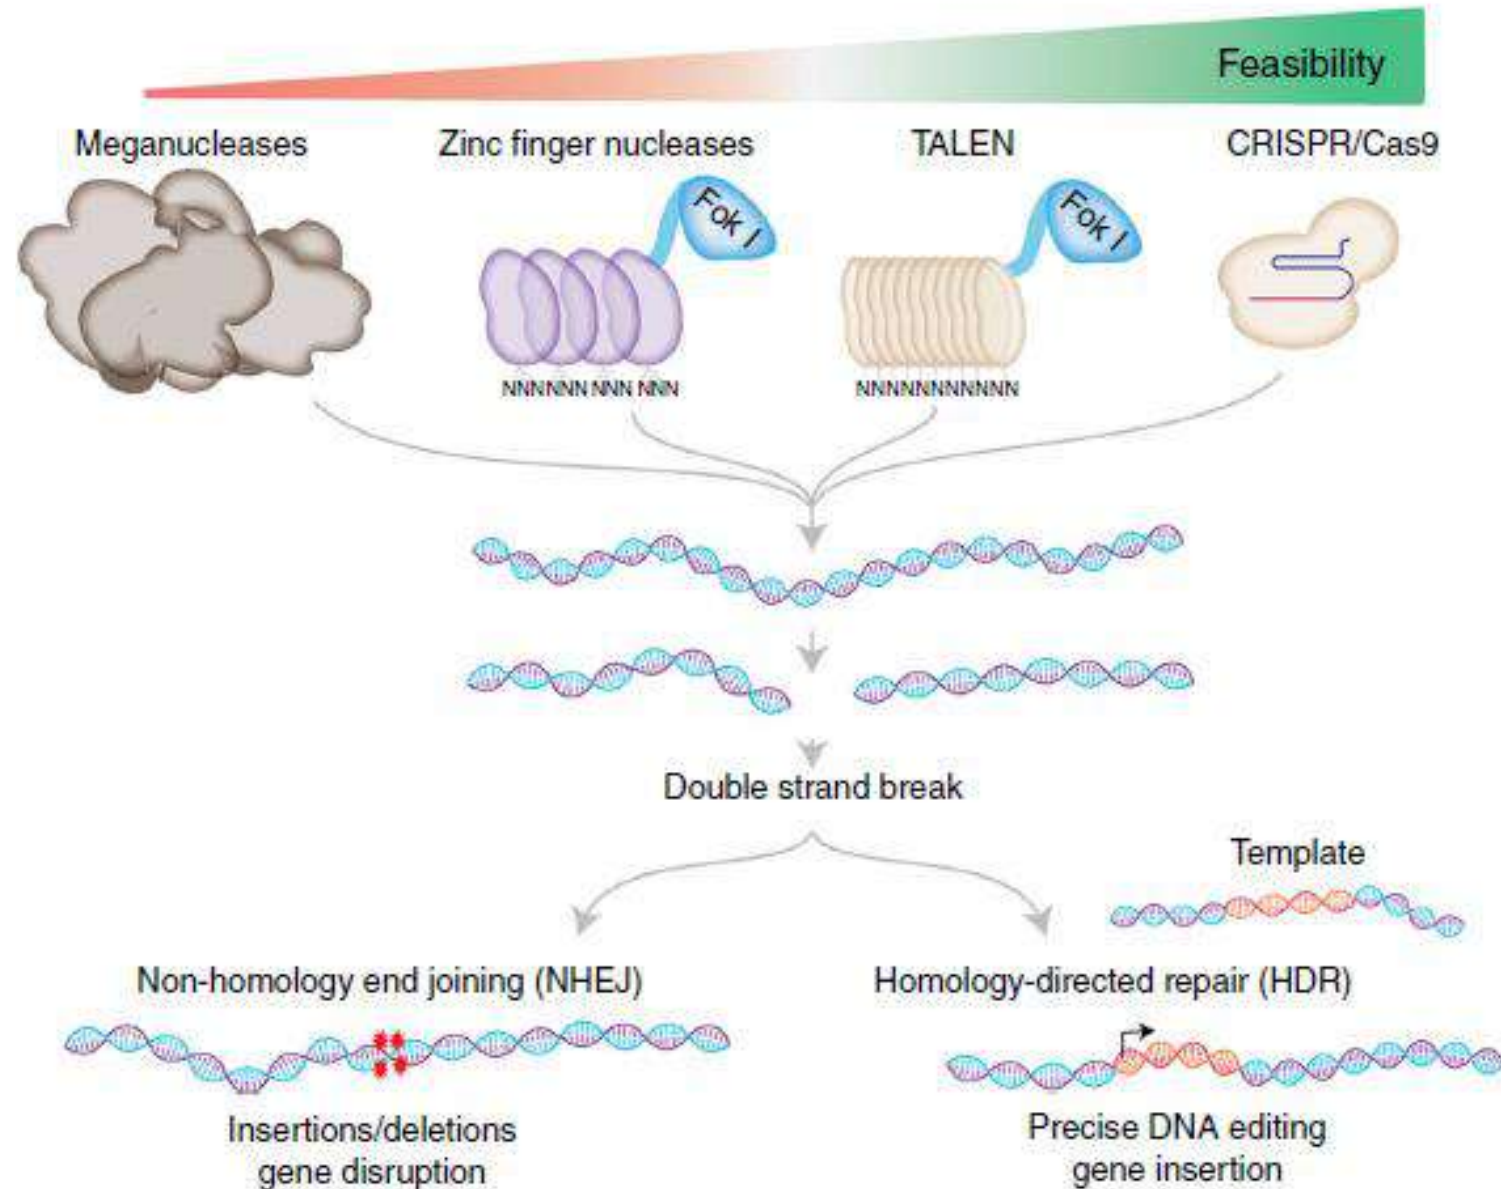 Feasibility
Meganucleases
Zinc finger nucleases
TALEN
CRISPR/Cas9
Fok I
Fok I
NNNNNN NNN NNN
NNNNNNNNNNN
Double strand break
Template
Non-homology end joining (NHEJ)
Homology-directed repair (HDR)
Insertions/deletions
gene disruption
Precise DNA editing
gene insertion